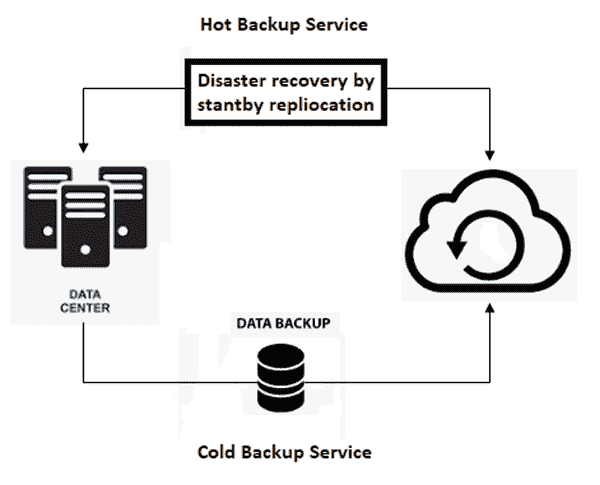 Hot Backup Service
Disaster recovery by
stantby repliocation
DATA
CENTER
DATA BACKUP
Cold Backup Service